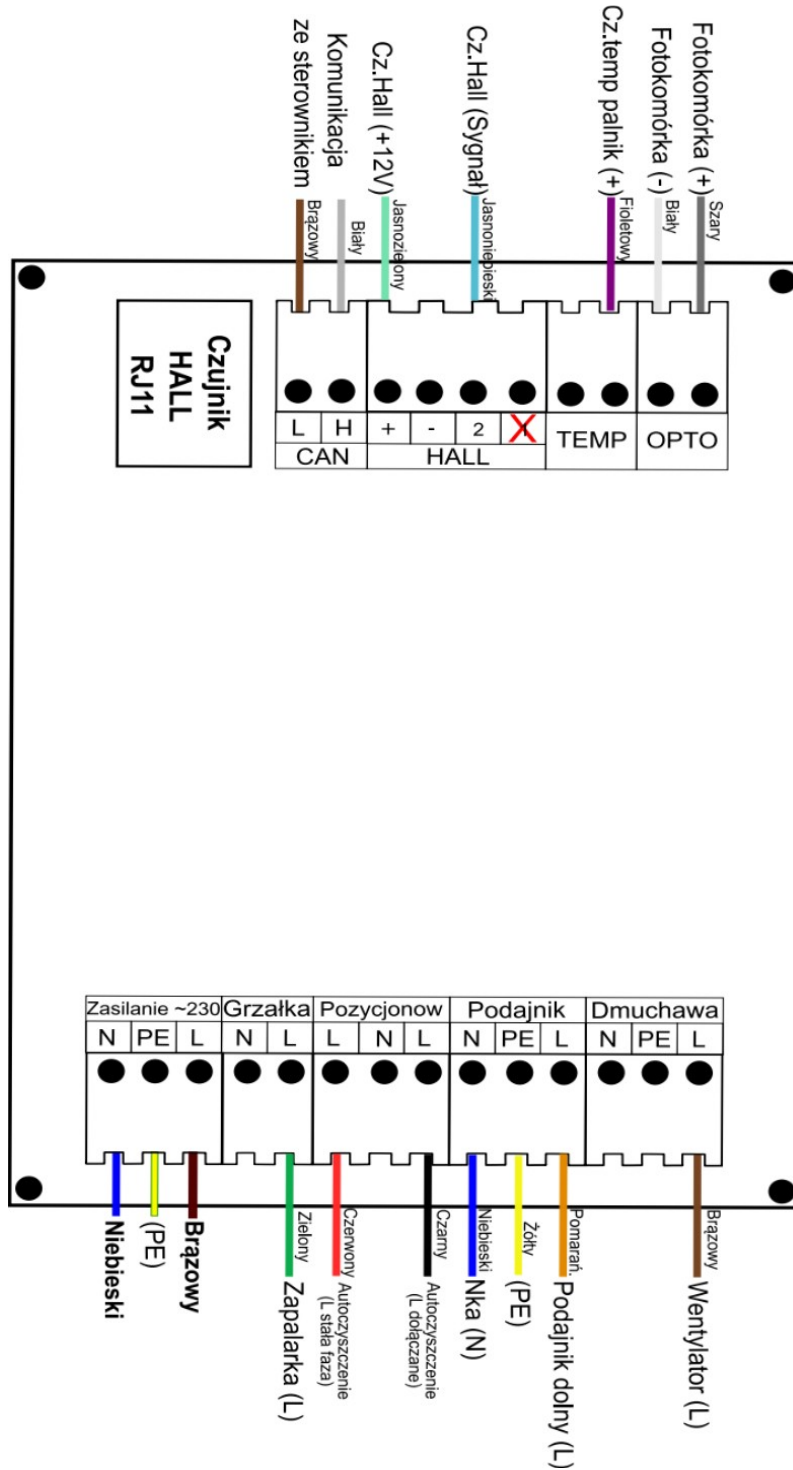 Fotokomórka (+)
Szary
Fotokomórka (-)
Biały
Cz.temp palnik (+)
Fioletowy
Cz.Hall (Sygnał)
Jasnoniebieski
Cz.Hall (+12V)
Jasnozielony
Komunikacja
ze sterownikiem
Biały
Brązowy
Czujnik
HALL
RJ11
L H + - 2 1 TEMP OPTO
CAN HALL
Zasilanie ~230 Grzałka Pozycjonow Podajnik Dmuchawa
N PE L N L L N L N PE L N PE L
Niebieski
(PE)
Brązowy
Zielony
Zapalarka (L)
Czerwony
Autoczyszczenie
(L stała faza)
Czarny
Autoczyszczenie
(L dołączane)
Niebieski
Nka (N)
Żółty
(PE)
Pomarań.
Podajnik dolny (L)
Brązowy
Wentylator (L)